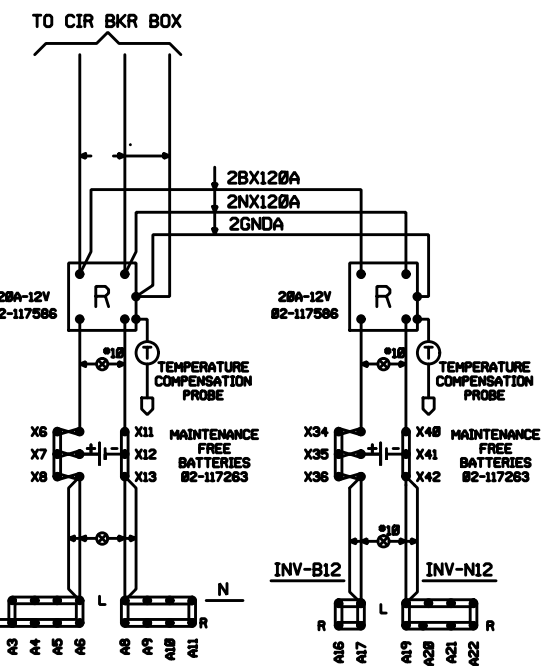 TO CIR BKR BOX
2BX120A
2NX120A
2GNDA
R
R
20A-12V
02-117586
20A-12V
02-117586
*10
*10
T
T
TEMPERATURE
COMPENSATION
PROBE
TEMPERATURE
COMPENSATION
PROBE
X6
X7
X8
+
-
X11
X12
X13
MAINTENANCE
FREE
BATTERIES
02-117263
X34
X35
X36
+
-
X40
X41
X42
MAINTENANCE
FREE
BATTERIES
02-117263
*10
INV-B12
INV-N12
L
N
R
R
L
R
A3
A4
A5
A6
A8
A9
A10
A11
A16
A17
A19
A20
A21
A22